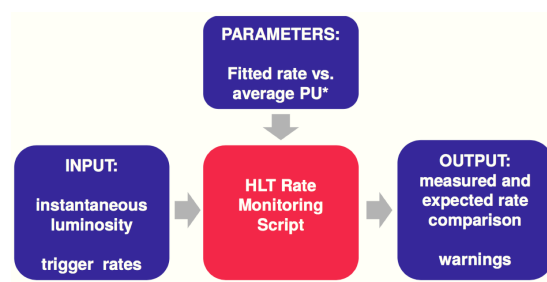 PARAMETERS:
Fitted rate vs.
average PU*
INPUT:
instantaneous
luminosity
trigger rates
HLT Rate
Monitoring
Script
OUTPUT:
measured and
expected rate
comparison
warnings